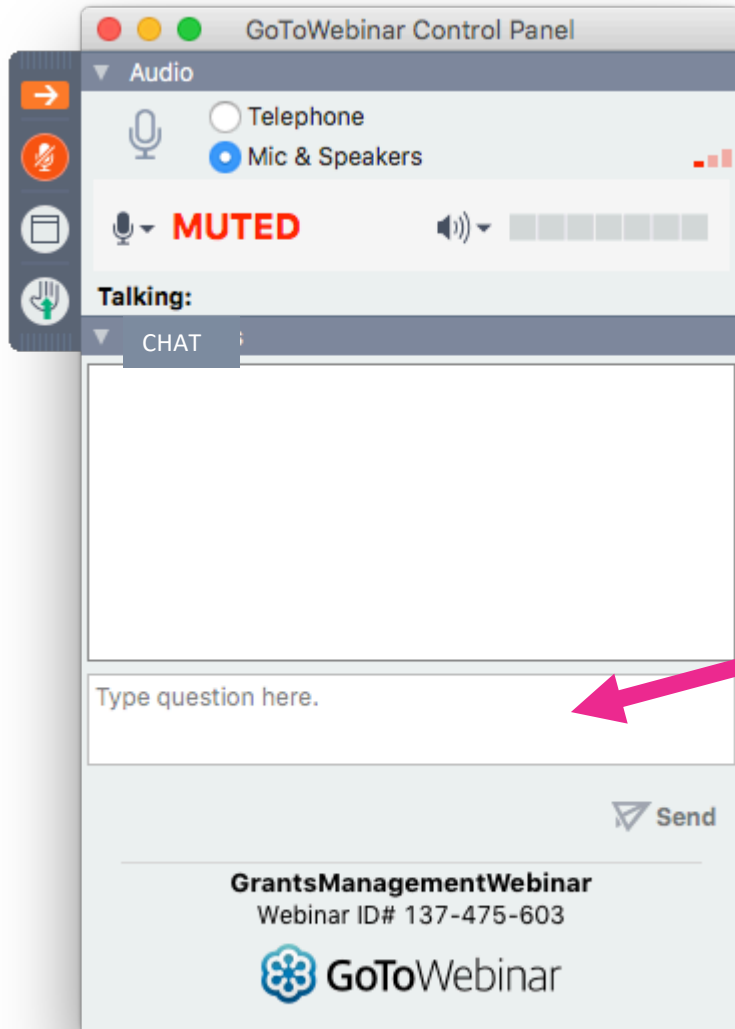 GoToWebinar Control Panel
Audio
Telephone
Mic & Speakers
MUTED
Talking:
CHAT
Type question here.
Send
GrantsManagementWebinar
Webinar ID# 137-475-603
GoToWebinar